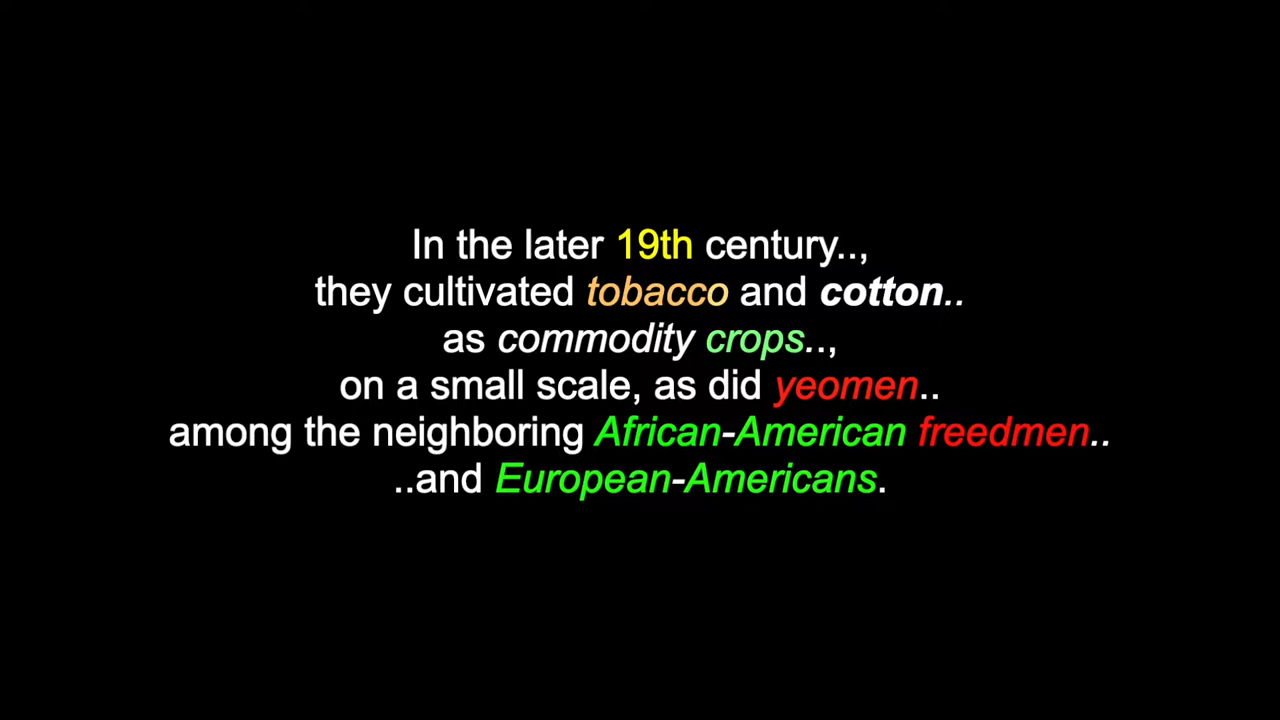 In the later 19th century..,
they cultivated tobacco and cotton..
as commodity crops..,
on a small scale, as did yeomen..
among the neighboring African-American freedmen..
..and European-Americans.